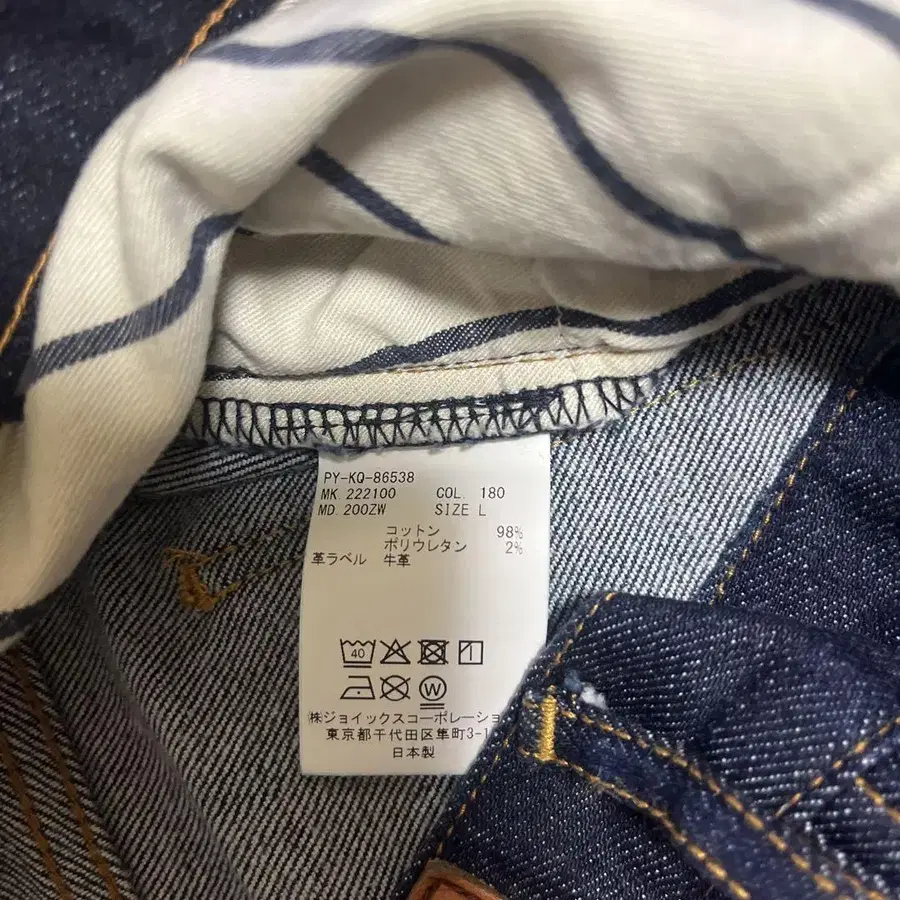 PY-KQ-86538
MK. 222100 COL. 180
MD. 200ZW SIZE L
コットン 98%
ポリウレタン 2%
革ラベル 牛革
40
W
㈱ジョイックスコーポレーショ
東京都千代田区隼町3-1
日本製